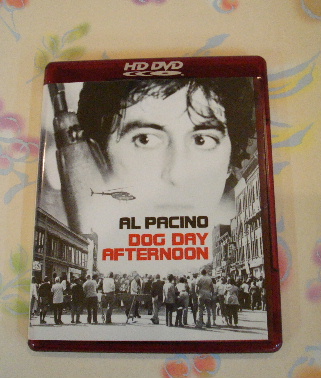 HD DVD
AL PACINO
DOG DAY
AFTERNOON